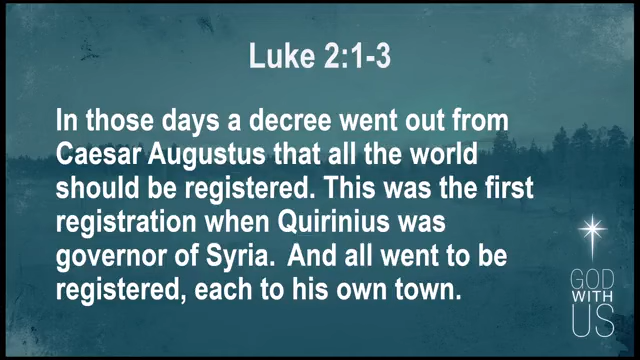 Luke 2:1-3
In those days a decree went out from
Caesar Augustus that all the world
should be registered. This was the first
registration when Quirinius was
governor of Syria.  And all went to be
registered, each to his own town.
GOD
WITH
US